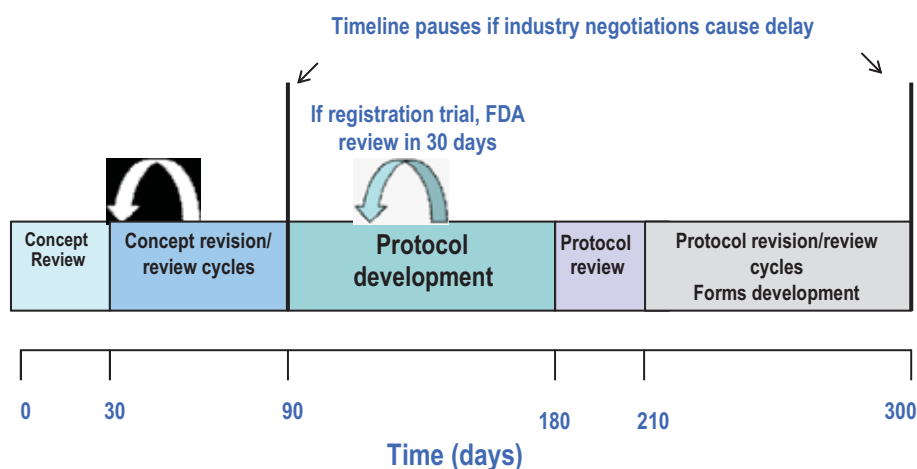 Timeline pauses if industry negotiations cause delay
If registration trial, FDA
review in 30 days
Concept
Review
Concept revision/
review cycles
Protocol
development
Protocol
review
Protocol revision/review
cycles
Forms development
0
30
90
180
210
300
Time (days)